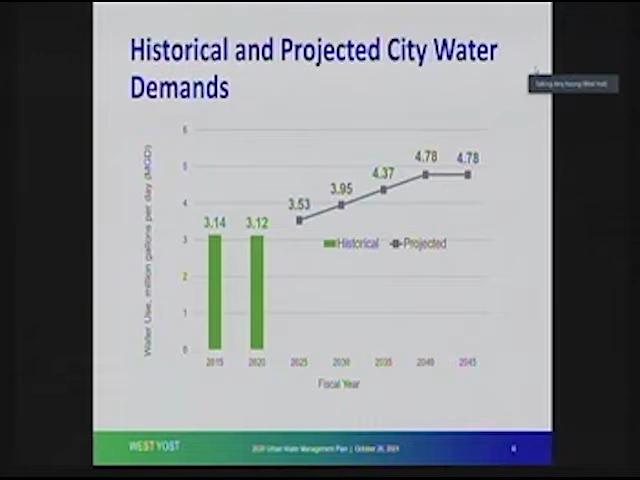 Historical and Projected City Water
Demands
Water Use, million gallons per day (MGD)
6
5
4
3
2
1
0
3.14
3.12
3.53
3.95
4.37
4.78
4.78
Historical
Projected
2015
2020
2025
2030
2035
2040
2045
Fiscal Year
WEST YOST
2020 Urban Water Management Plan | October 26, 2021
6